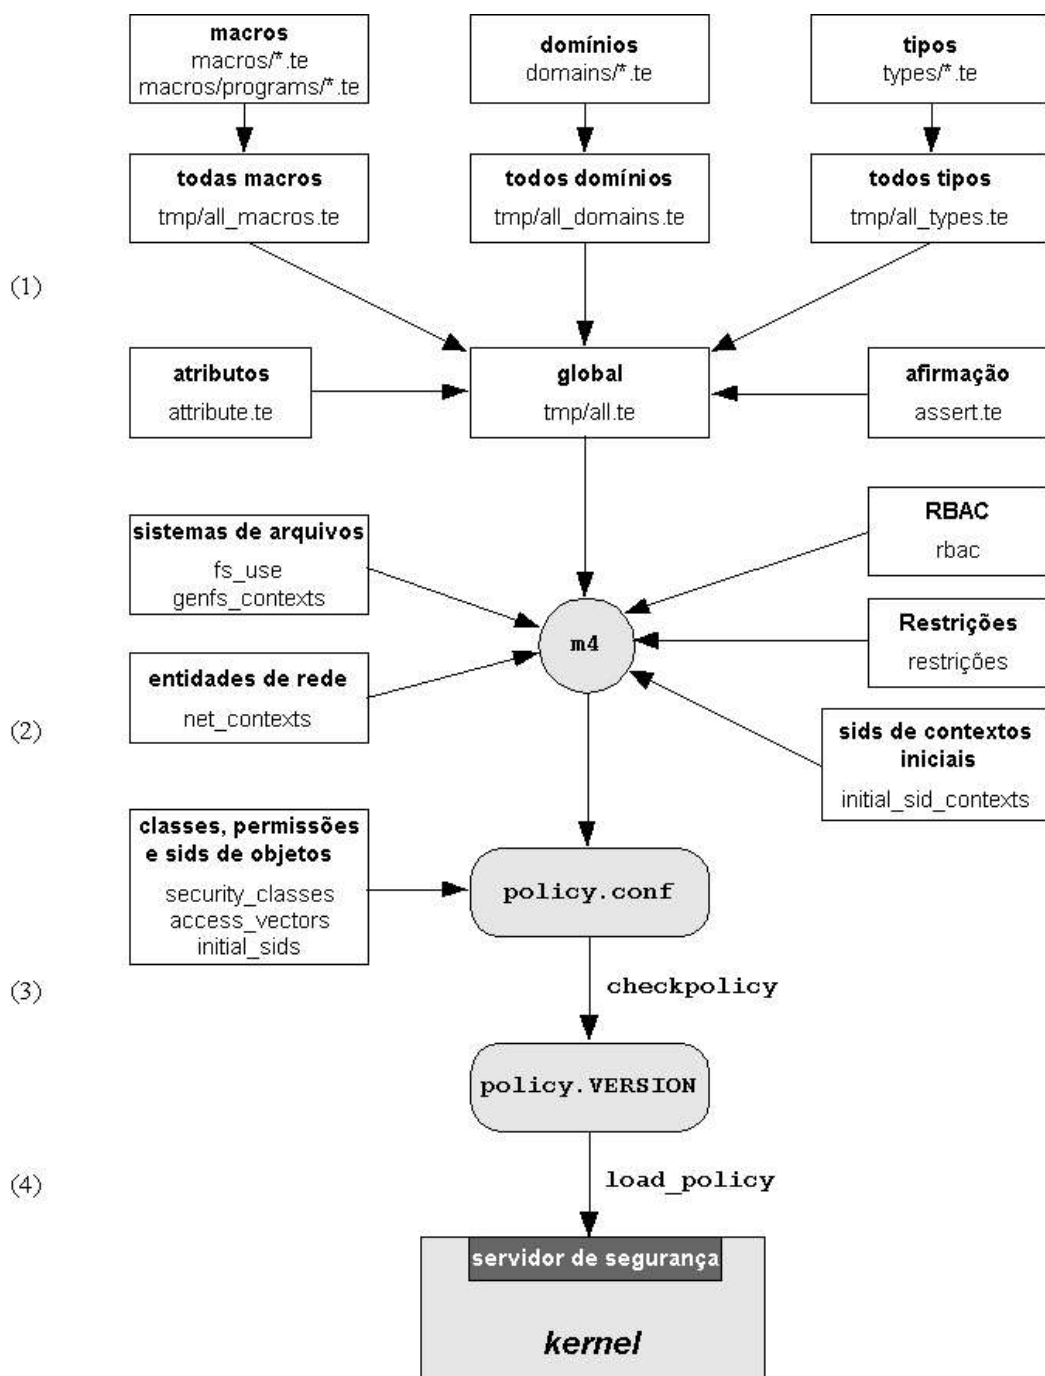 macros
macros/*.te
macros/programs/*.te
domínios
domains/*.te
tipos
types/*.te
todas macros
tmp/all_macros.te
todos domínios
tmp/all_domains.te
todos tipos
tmp/all_types.te
(1)
atributos
attribute.te
global
tmp/all.te
afirmação
assert.te
sistemas de arquivos
fs_use
genfs_contexts
RBAC
rbac
m4
Restrições
restrições
entidades de rede
net_contexts
(2)
sids de contextos
iniciais
initial_sid_contexts
classes, permissões
e sids de objetos
security_classes
access_vectors
initial_sids
policy.conf
(3)
checkpolicy
policy.VERSION
(4)
load_policy
servidor de segurança
kernel